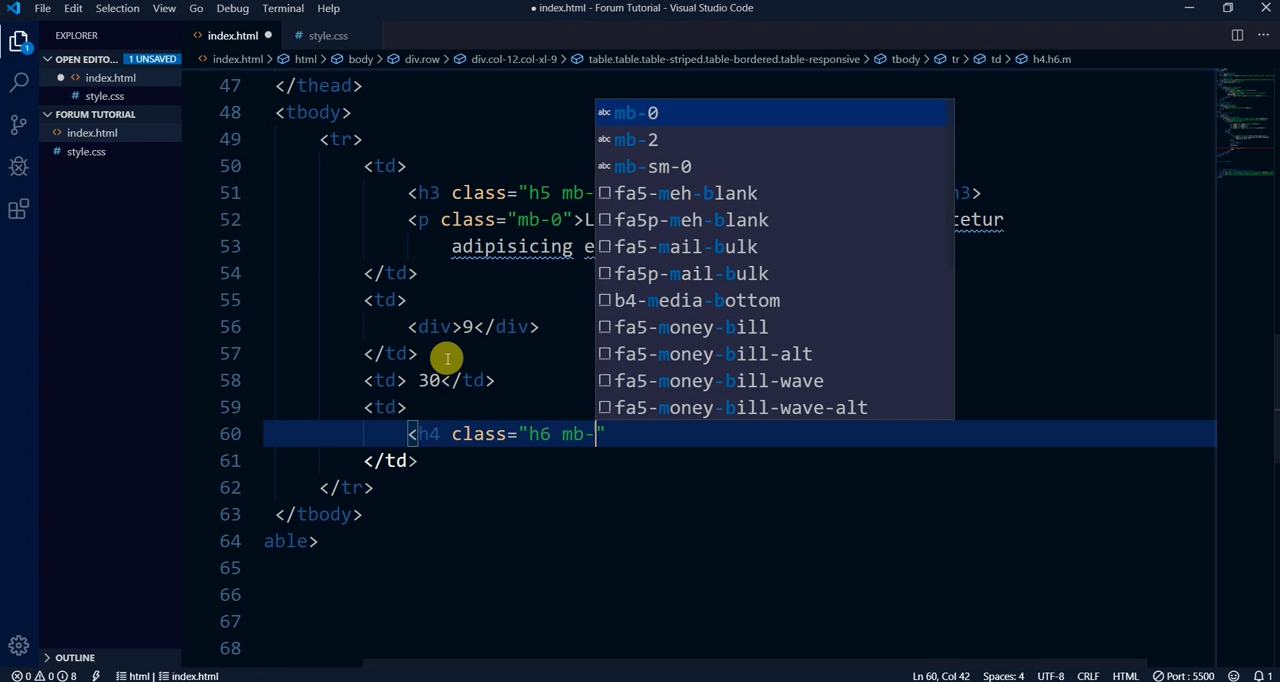 File Edit Selection View Go Debug Terminal Help
● index.html - Forum Tutorial - Visual Studio Code
EXPLORER
index.html
style.css
OPEN EDITO... 1 UNSAVED
index.html > html > body > div.row > div.col-12.col-xl-9 > table.table.table-striped.table-bordered.table-responsive > tbody > tr > td > h4.h6.m
index.html
style.css
FORUM TUTORIAL
index.html
style.css
1
47 </thead>
48 <tbody>
49 <tr>
50 <td>
51 <h3 class="h5 mb- h3>
52 <p class="mb-0">L tetur
53 adipisicing e
54 </td>
55 <td>
56 <div>9</div>
57 </td>
58 <td> 30</td>
59 <td>
60 <h4 class="h6 mb-"
61 </td>
62 </tr>
63 </tbody>
64 able>
65
66
67
68
abc mb-0
abc mb-2
abc mb-sm-0
fa5-meh-blank
fa5p-meh-blank
fa5-mail-bulk
fa5p-mail-bulk
b4-media-bottom
fa5-money-bill
fa5-money-bill-alt
fa5-money-bill-wave
fa5-money-bill-wave-alt
OUTLINE
0 0 8 html | index.html
Ln 60, Col 42 Spaces: 4 UTF-8 CRLF HTML Port : 5500 1